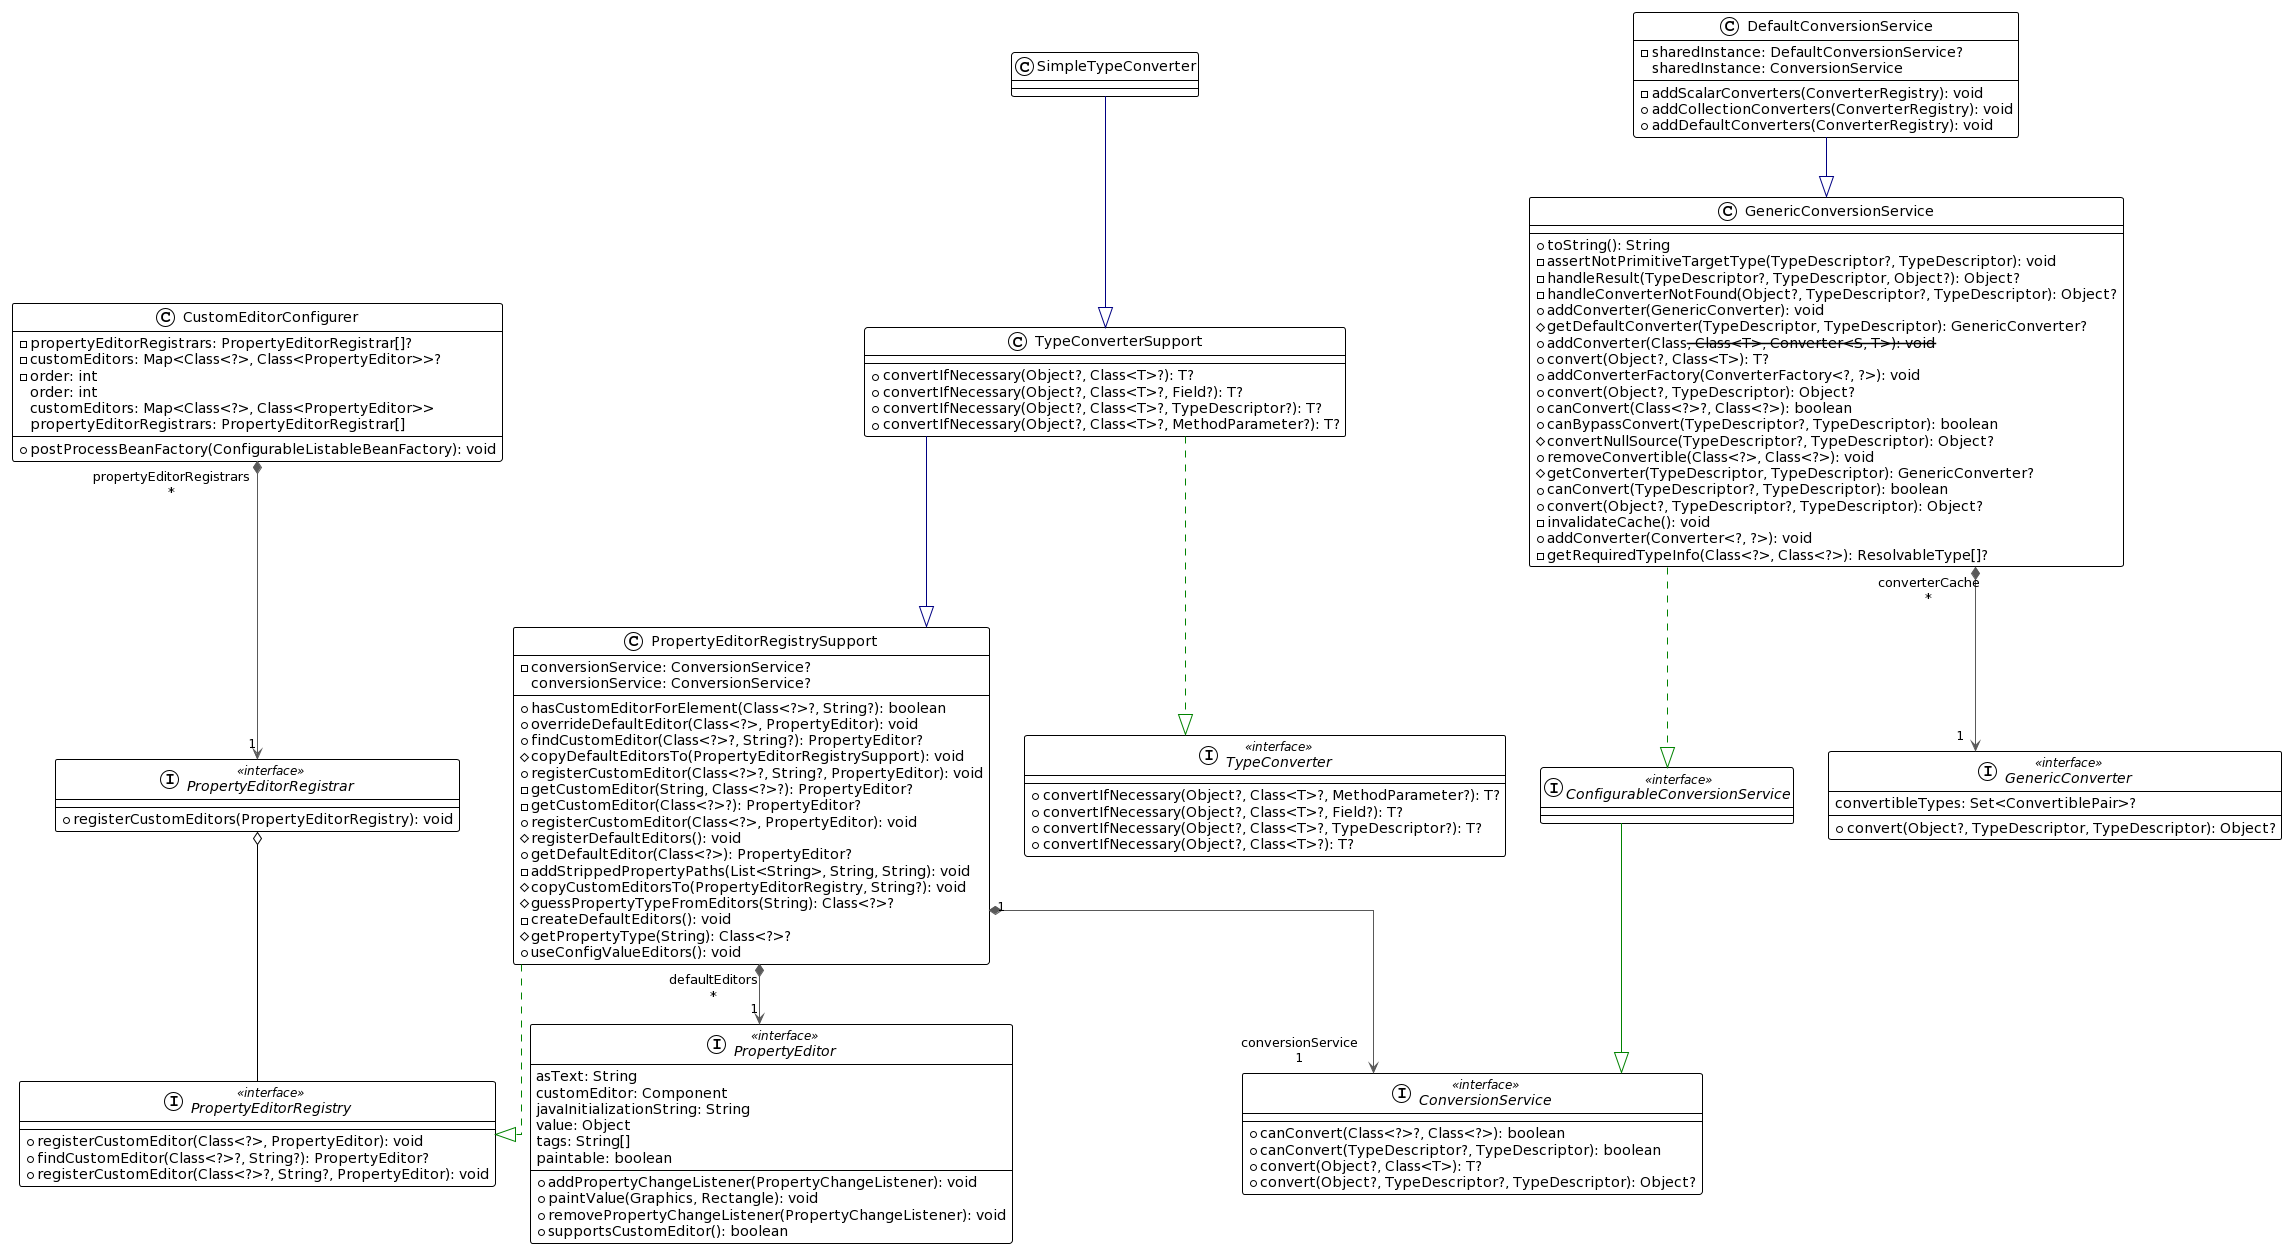 C DefaultConversionService
sharedInstance: DefaultConversionService?
sharedInstance: ConversionService
addScalarConverters(ConverterRegistry): void
addCollectionConverters(ConverterRegistry): void
addDefaultConverters(ConverterRegistry): void
C SimpleTypeConverter
C GenericConversionService
toString(): String
assertNotPrimitiveTargetType(TypeDescriptor?, TypeDescriptor): void
handleResult(TypeDescriptor?, TypeDescriptor, Object?): Object?
handleConverterNotFound(Object?, TypeDescriptor?, TypeDescriptor): Object?
addConverter(GenericConverter): void
getDefaultConverter(TypeDescriptor, TypeDescriptor): GenericConverter?
addConverter(Class, Class<T>, Converter<S, T>): void
convert(Object?, Class<T>): T?
addConverterFactory(ConverterFactory<?, ?>): void
convert(Object?, TypeDescriptor): Object?
canConvert(Class<?>?, Class<?>): boolean
canBypassConvert(TypeDescriptor?, TypeDescriptor): boolean
convertNullSource(TypeDescriptor?, TypeDescriptor): Object?
removeConvertible(Class<?>, Class<?>): void
getConverter(TypeDescriptor, TypeDescriptor): GenericConverter?
canConvert(TypeDescriptor?, TypeDescriptor): boolean
convert(Object?, TypeDescriptor?, TypeDescriptor): Object?
invalidateCache(): void
addConverter(Converter<?, ?>): void
getRequiredTypeInfo(Class<?>, Class<?>): ResolvableType[]?
C CustomEditorConfigurer
propertyEditorRegistrars: PropertyEditorRegistrar[]?
customEditors: Map<Class<?>, Class<PropertyEditor>>?
order: int
order: int
customEditors: Map<Class<?>, Class<PropertyEditor>>
propertyEditorRegistrars: PropertyEditorRegistrar[]
postProcessBeanFactory(ConfigurableListableBeanFactory): void
C TypeConverterSupport
convertIfNecessary(Object?, Class<T>?): T?
convertIfNecessary(Object?, Class<T>?, Field?): T?
convertIfNecessary(Object?, Class<T>?, TypeDescriptor?): T?
convertIfNecessary(Object?, Class<T>?, MethodParameter?): T?
propertyEditorRegistrars
*
1
converterCache
*
1
C PropertyEditorRegistrySupport
conversionService: ConversionService?
conversionService: ConversionService?
hasCustomEditorForElement(Class<?>?, String?): boolean
overrideDefaultEditor(Class<?>, PropertyEditor): void
findCustomEditor(Class<?>?, String?): PropertyEditor?
copyDefaultEditorsTo(PropertyEditorRegistrySupport): void
registerCustomEditor(Class<?>?, String?, PropertyEditor): void
getCustomEditor(String, Class<?>?): PropertyEditor?
getCustomEditor(Class<?>?): PropertyEditor?
registerCustomEditor(Class<?>, PropertyEditor): void
registerDefaultEditors(): void
getDefaultEditor(Class<?>): PropertyEditor?
addStrippedPropertyPaths(List<String>, String, String): void
copyCustomEditorsTo(PropertyEditorRegistry, String?): void
guessPropertyTypeFromEditors(String): Class<?>?
createDefaultEditors(): void
getPropertyType(String): Class<?>?
useConfigValueEditors(): void
«interface»
I TypeConverter
convertIfNecessary(Object?, Class<T>?, MethodParameter?): T?
convertIfNecessary(Object?, Class<T>?, Field?): T?
convertIfNecessary(Object?, Class<T>?, TypeDescriptor?): T?
convertIfNecessary(Object?, Class<T>?): T?
«interface»
I ConfigurableConversionService
«interface»
I GenericConverter
convertibleTypes: Set<ConvertiblePair>?
convert(Object?, TypeDescriptor, TypeDescriptor): Object?
«interface»
I PropertyEditorRegistrar
registerCustomEditors(PropertyEditorRegistry): void
1
defaultEditors
*
1
conversionService
1
«interface»
I PropertyEditorRegistry
registerCustomEditor(Class<?>, PropertyEditor): void
findCustomEditor(Class<?>?, String?): PropertyEditor?
registerCustomEditor(Class<?>?, String?, PropertyEditor): void
«interface»
I PropertyEditor
asText: String
customEditor: Component
javaInitializationString: String
value: Object
tags: String[]
paintable: boolean
addPropertyChangeListener(PropertyChangeListener): void
paintValue(Graphics, Rectangle): void
removePropertyChangeListener(PropertyChangeListener): void
supportsCustomEditor(): boolean
«interface»
I ConversionService
canConvert(Class<?>?, Class<?>): boolean
canConvert(TypeDescriptor?, TypeDescriptor): boolean
convert(Object?, Class<T>): T?
convert(Object?, TypeDescriptor?, TypeDescriptor): Object?